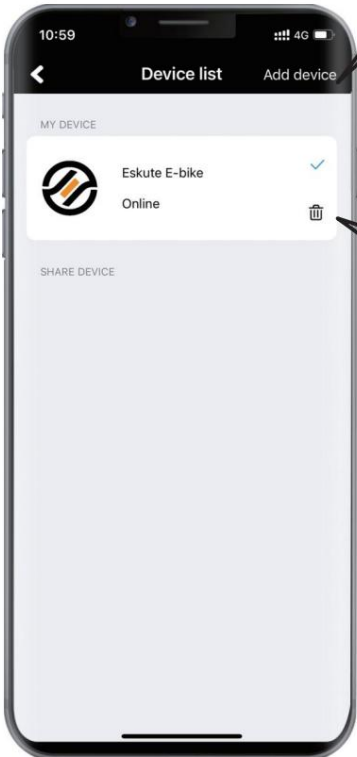 10:59 4G
Device list Add device
MY DEVICE
Eskute E-bike
Online
SHARE DEVICE